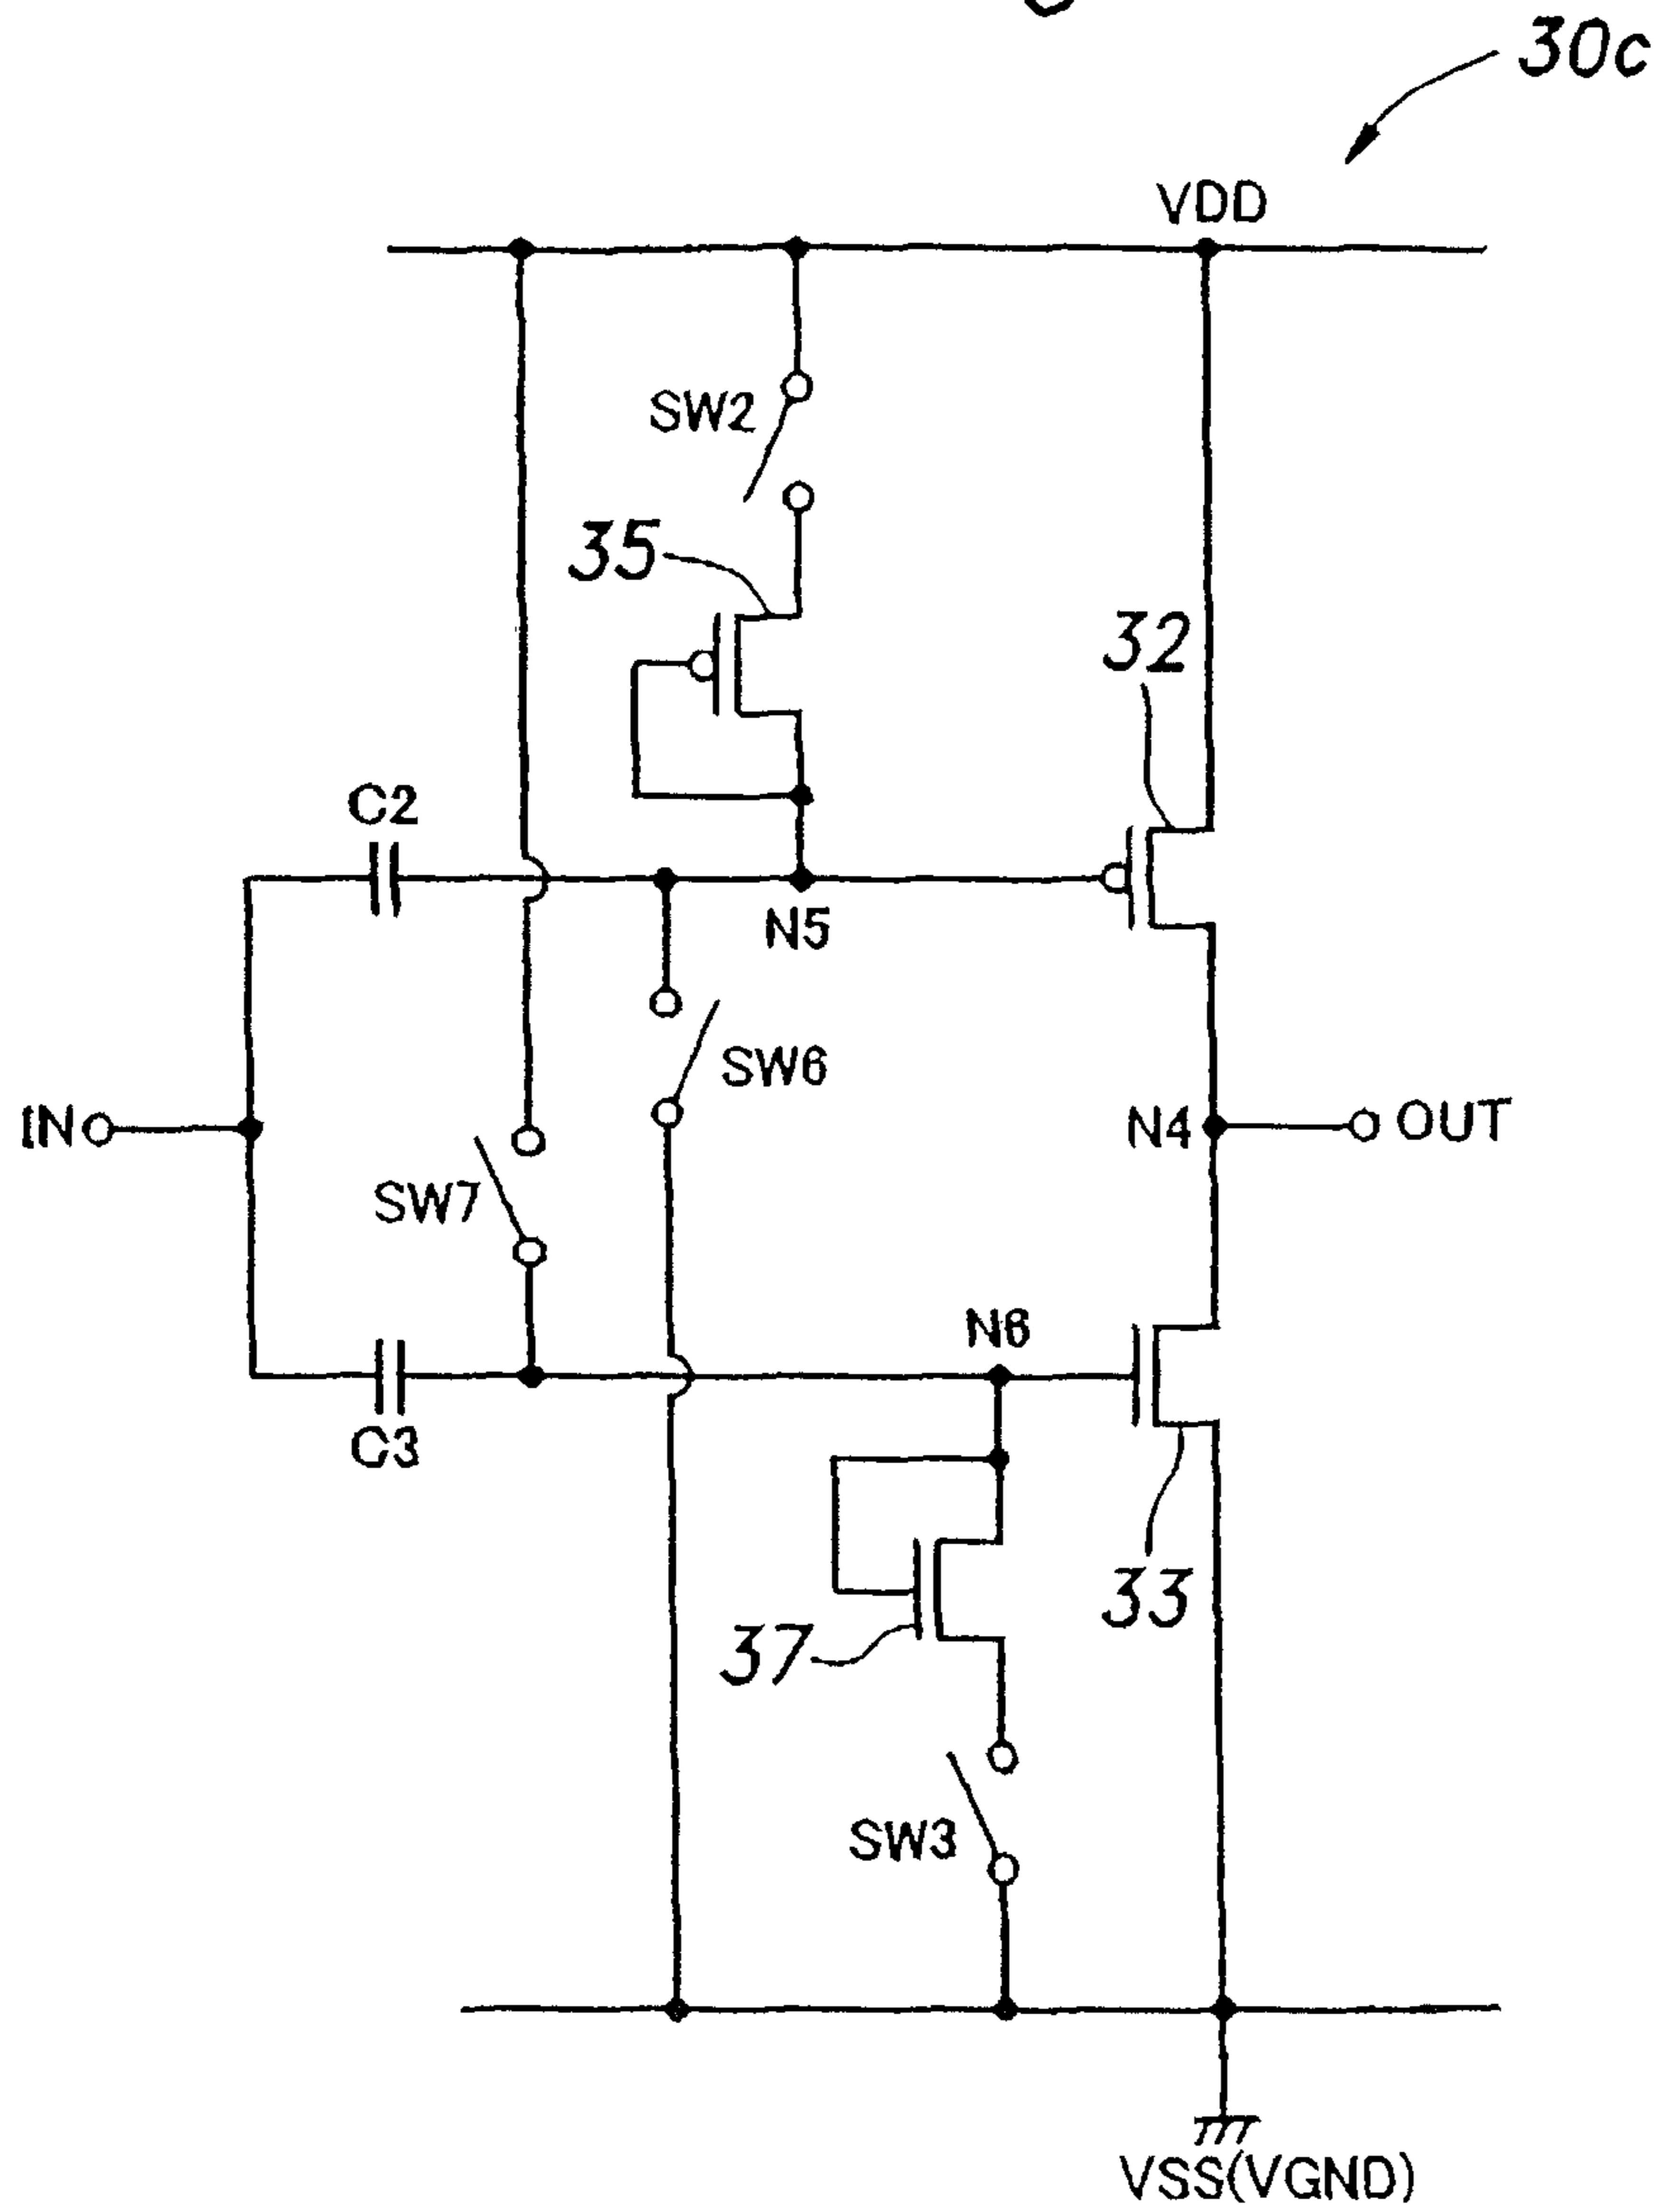 30c
VDD
SW2
35
32
C2
N5
SW6
IN
N4
OUT
SW7
N6
C3
33
37
SW3
VSS(VGND)